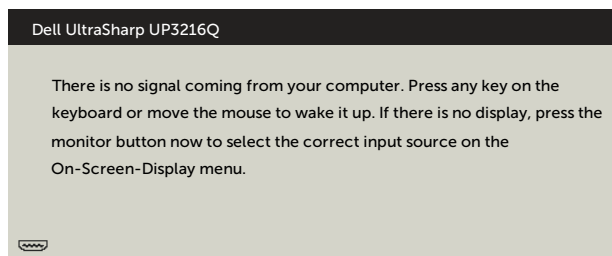 Dell UltraSharp UP3216Q
There is no signal coming from your computer. Press any key on the
keyboard or move the mouse to wake it up. If there is no display, press the
monitor button now to select the correct input source on the
On-Screen-Display menu.